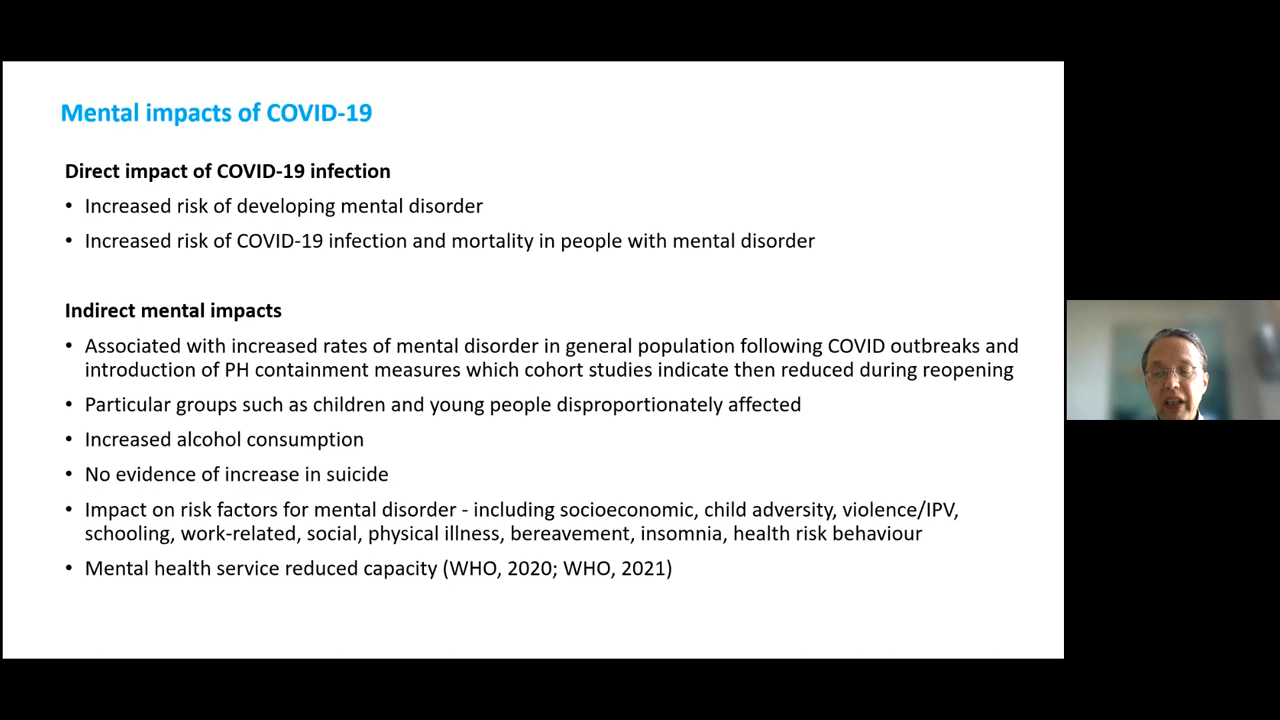 Mental impacts of COVID-19
Direct impact of COVID-19 infection
• Increased risk of developing mental disorder
• Increased risk of COVID-19 infection and mortality in people with mental disorder
Indirect mental impacts
• Associated with increased rates of mental disorder in general population following COVID outbreaks and
introduction of PH containment measures which cohort studies indicate then reduced during reopening
• Particular groups such as children and young people disproportionately affected
• Increased alcohol consumption
• No evidence of increase in suicide
• Impact on risk factors for mental disorder - including socioeconomic, child adversity, violence/IPV,
schooling, work-related, social, physical illness, bereavement, insomnia, health risk behaviour
• Mental health service reduced capacity (WHO, 2020; WHO, 2021)